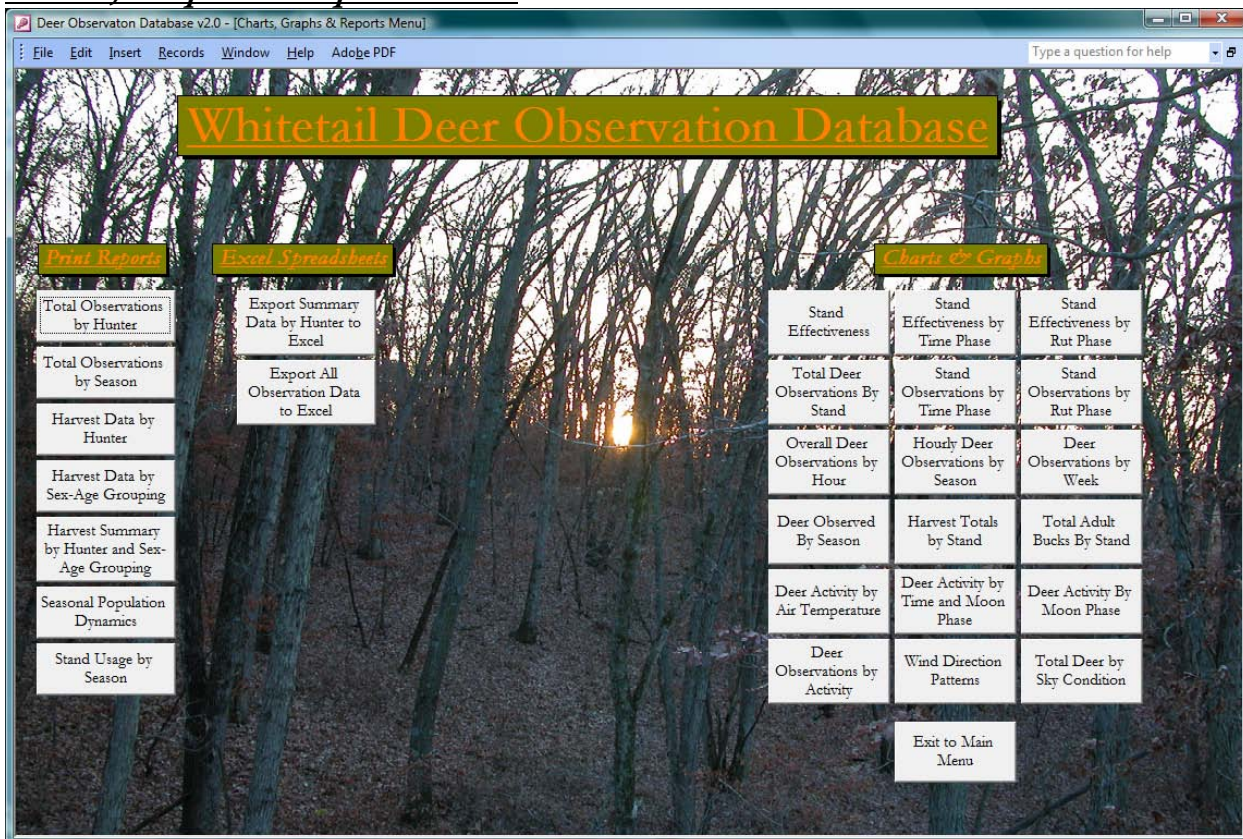 Deer Observaton Database v2.0 - [Charts, Graphs & Reports Menu]
File Edit Insert Records Window Help Adobe PDF
Type a question for help
Whitetail Deer Observation Database
Print Reports
Excel Spreadsheets
Charts & Graphs
Total Observations
by Hunter
Total Observations
by Season
Harvest Data by
Hunter
Harvest Data by
Sex-Age Grouping
Harvest Summary
by Hunter and Sex-
Age Grouping
Seasonal Population
Dynamics
Stand Usage by
Season
Export Summary
Data by Hunter to
Excel
Export All
Observation Data
to Excel
Stand
Effectiveness
Stand
Effectiveness by
Time Phase
Stand
Effectiveness by
Rut Phase
Total Deer
Observations By
Stand
Stand
Observations by
Time Phase
Stand
Observations by
Rut Phase
Overall Deer
Observations by
Hour
Hourly Deer
Observations by
Season
Deer
Observations by
Week
Deer Observed
By Season
Harvest Totals
by Stand
Total Adult
Bucks By Stand
Deer Activity by
Air Temperature
Deer Activity by
Time and Moon
Phase
Deer Activity By
Moon Phase
Deer
Observations by
Activity
Wind Direction
Patterns
Total Deer by
Sky Condition
Exit to Main
Menu